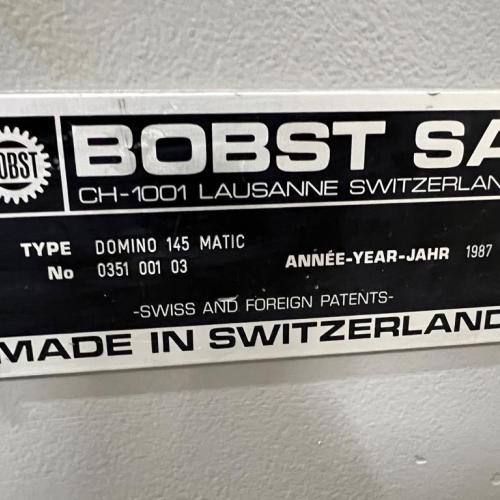 BOBST
BOBST SA
CH-1001 LAUSANNE SWITZERLAN
TYPE DOMINO 145 MATIC
No 0351 001 03
ANNÉE-YEAR-JAHR 1987
-SWISS AND FOREIGN PATENTS-
MADE IN SWITZERLAND